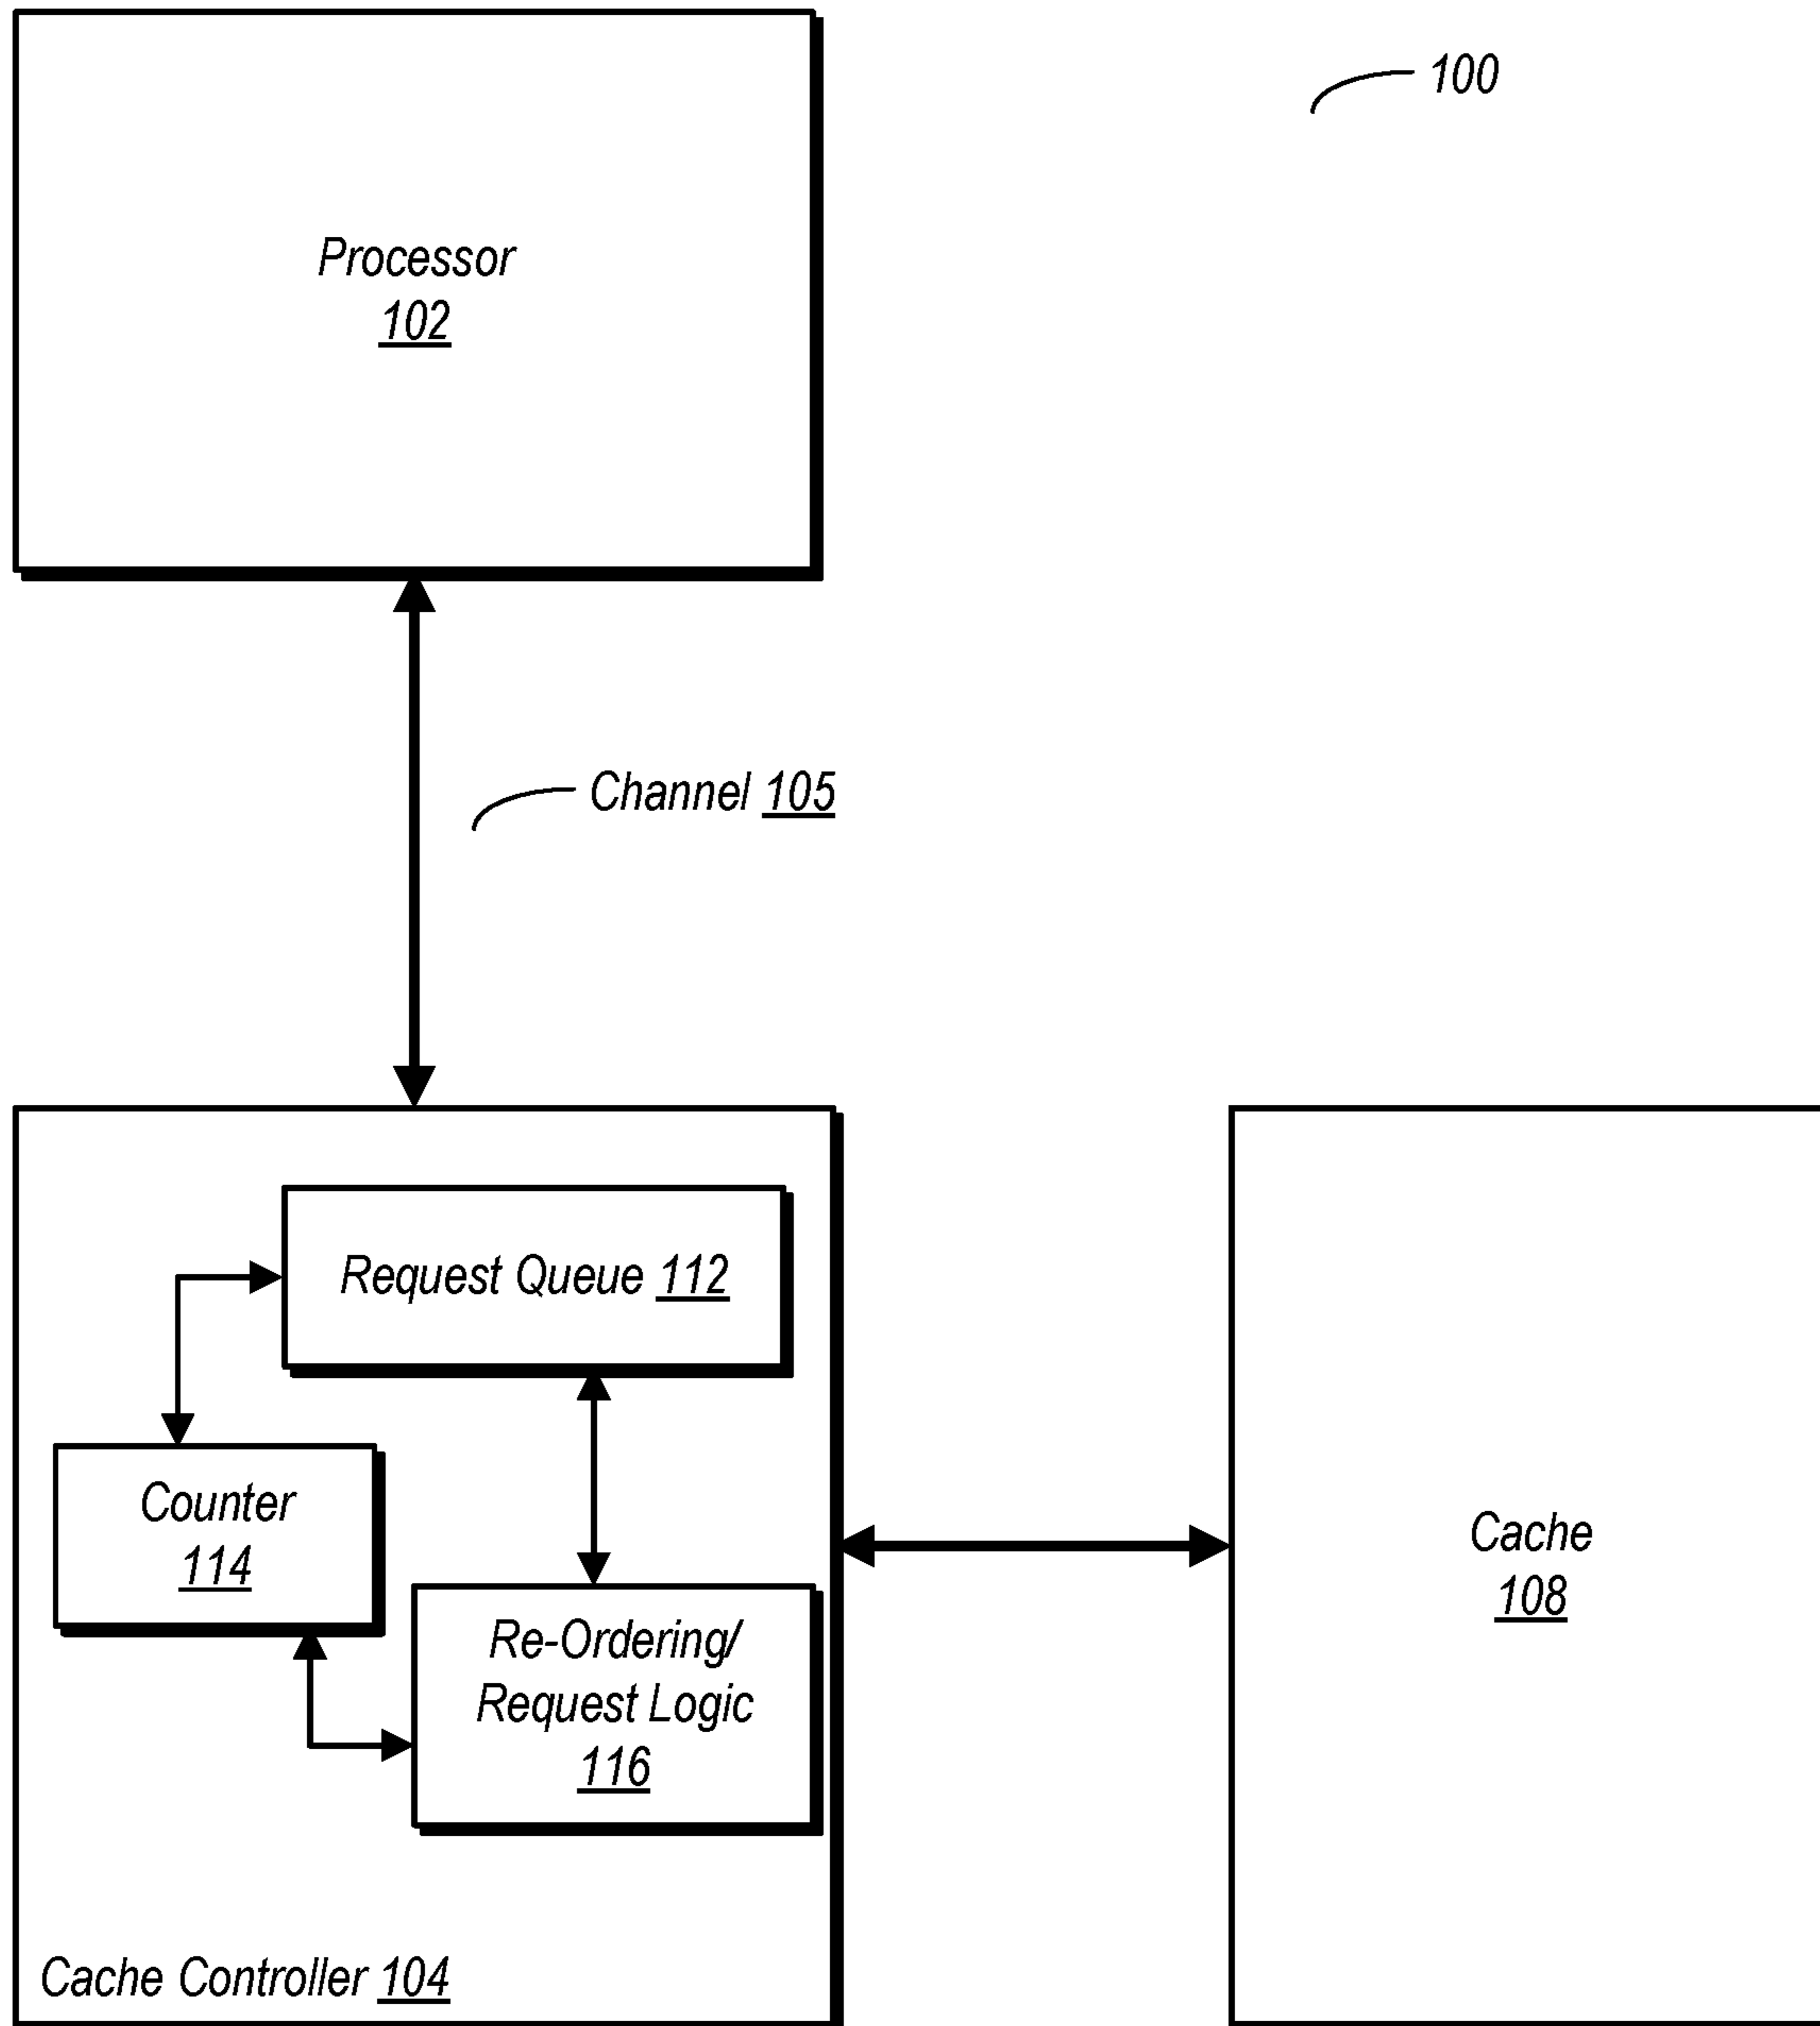 100
Processor
102
Channel 105
Request Queue 112
Counter
114
Re-Ordering/
Request Logic
116
Cache Controller 104
Cache
108